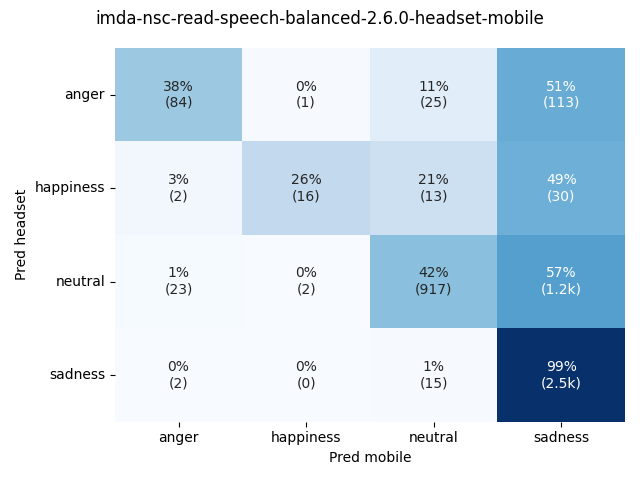 imda-nsc-read-speech-balanced-2.6.0-headset-mobile
Pred headset
anger
38%
(84)
0%
(1)
11%
(25)
51%
(113)
happiness
3%
(2)
26%
(16)
21%
(13)
49%
(30)
neutral
1%
(23)
0%
(2)
42%
(917)
57%
(1.2k)
sadness
0%
(2)
0%
(0)
1%
(15)
99%
(2.5k)
anger
happiness
neutral
sadness
Pred mobile